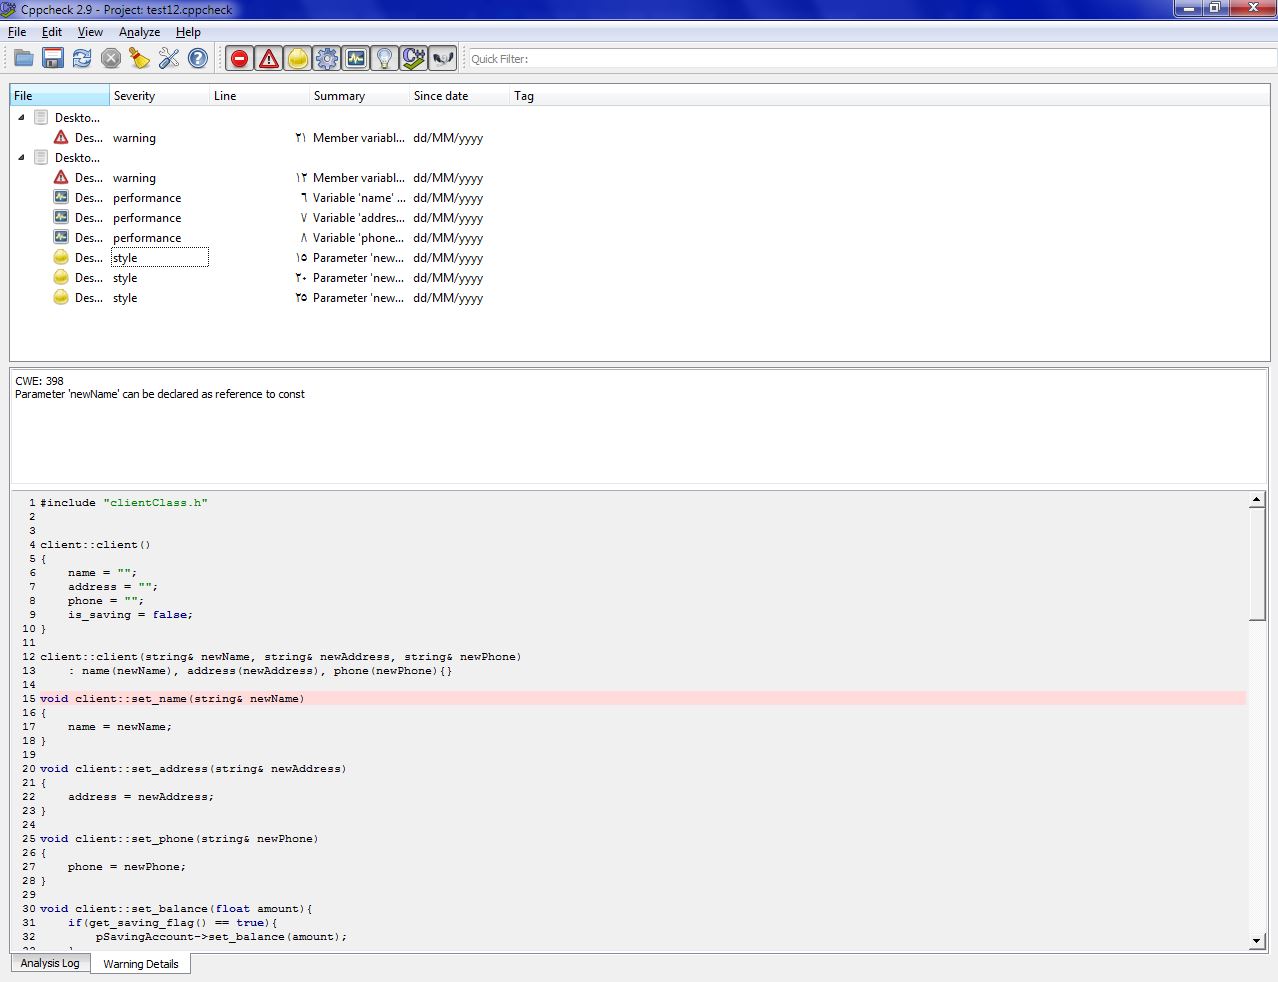 Cppcheck 2.9 - Project: test12.cppcheck
File Edit View Analyze Help
Quick Filter:
File Severity Line Summary Since date Tag
Deskto...
Des... warning ٢١ Member variabl... dd/MM/yyyy
Deskto...
Des... warning ١٢ Member variabl... dd/MM/yyyy
Des... performance ٦ Variable 'name' ... dd/MM/yyyy
Des... performance ٧ Variable 'addres... dd/MM/yyyy
Des... performance ٨ Variable 'phone... dd/MM/yyyy
Des... style ١٥ Parameter 'new... dd/MM/yyyy
Des... style ٢٠ Parameter 'new... dd/MM/yyyy
Des... style ٢٥ Parameter 'new... dd/MM/yyyy
CWE: 398
Parameter 'newName' can be declared as reference to const
1 #include "clientClass.h"
2
3
4 client::client()
5 {
6 name = "";
7 address = "";
8 phone = "";
9 is_saving = false;
10 }
11
12 client::client(string& newName, string& newAddress, string& newPhone)
13 : name(newName), address(newAddress), phone(newPhone){}
14
15 void client::set_name(string& newName)
16 {
17 name = newName;
18 }
19
20 void client::set_address(string& newAddress)
21 {
22 address = newAddress;
23 }
24
25 void client::set_phone(string& newPhone)
26 {
27 phone = newPhone;
28 }
29
30 void client::set_balance(float amount){
31 if(get_saving_flag() == true){
32 pSavingAccount->set_balance(amount);
Analysis Log Warning Details